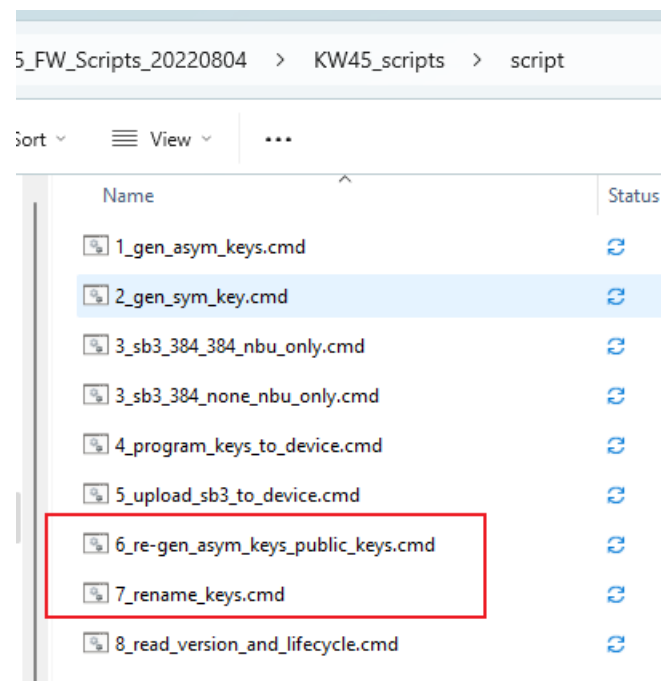 5_FW_Scripts_20220804 > KW45_scripts > script
Sort View ...
Name Status
1_gen_asym_keys.cmd
2_gen_sym_key.cmd
3_sb3_384_384_nbu_only.cmd
3_sb3_384_none_nbu_only.cmd
4_program_keys_to_device.cmd
5_upload_sb3_to_device.cmd
6_re-gen_asym_keys_public_keys.cmd
7_rename_keys.cmd
8_read_version_and_lifecycle.cmd